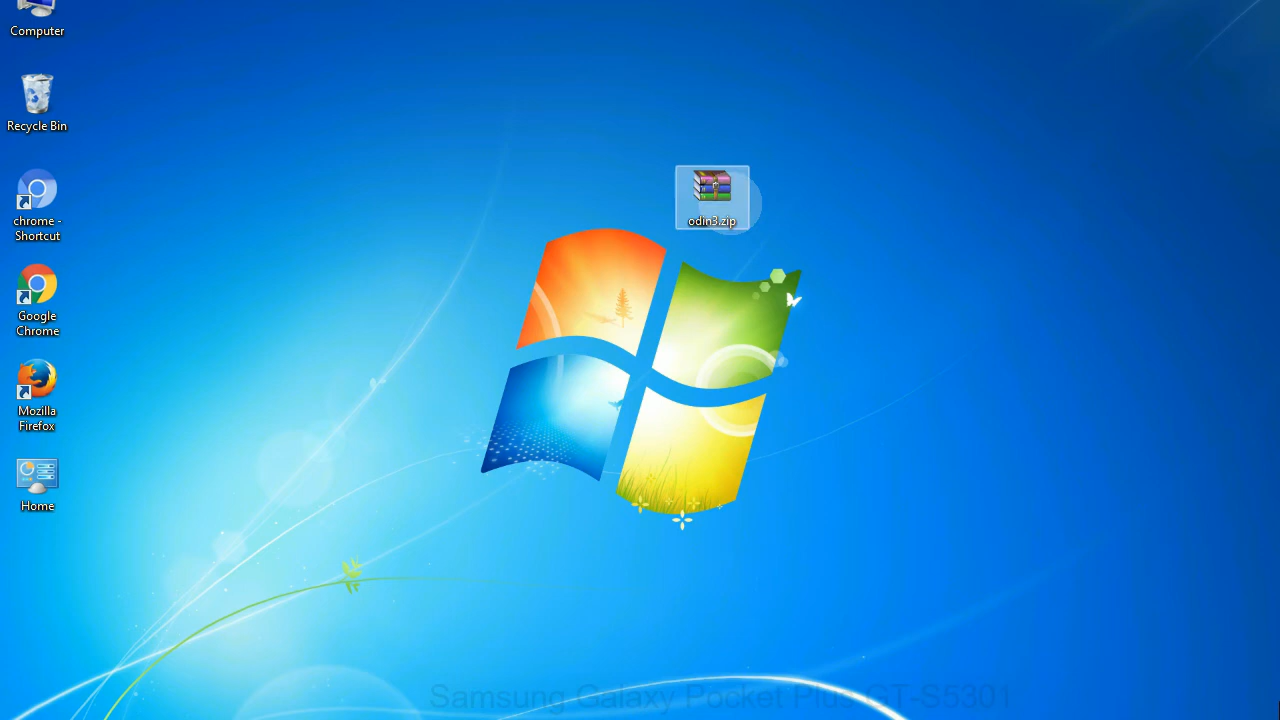 Computer
Recycle Bin
chrome -
Shortcut
Google
Chrome
Mozilla
Firefox
Home
odin3.zip
Samsung Galaxy Pocket Plus GT-S5301